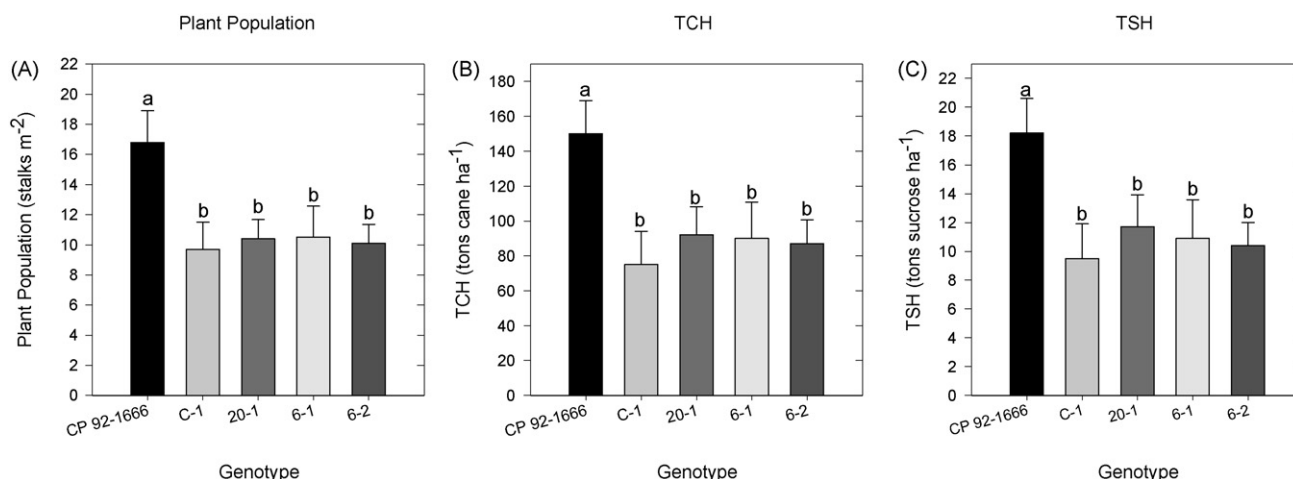 Plant Population
TCH
TSH
(A)
Plant Population (stalks m⁻²)
22
20
18
16
14
12
10
8
6
4
2
0
a
b
b
b
b
CP 92-1666
C-1
20-1
6-1
6-2
Genotype
(B)
TCH (tons cane ha⁻¹)
180
160
140
120
100
80
60
40
20
0
a
b
b
b
b
CP 92-1666
C-1
20-1
6-1
6-2
Genotype
(C)
TSH (tons sucrose ha⁻¹)
22
20
18
16
14
12
10
8
6
4
2
0
a
b
b
b
b
CP 92-1666
C-1
20-1
6-1
6-2
Genotype